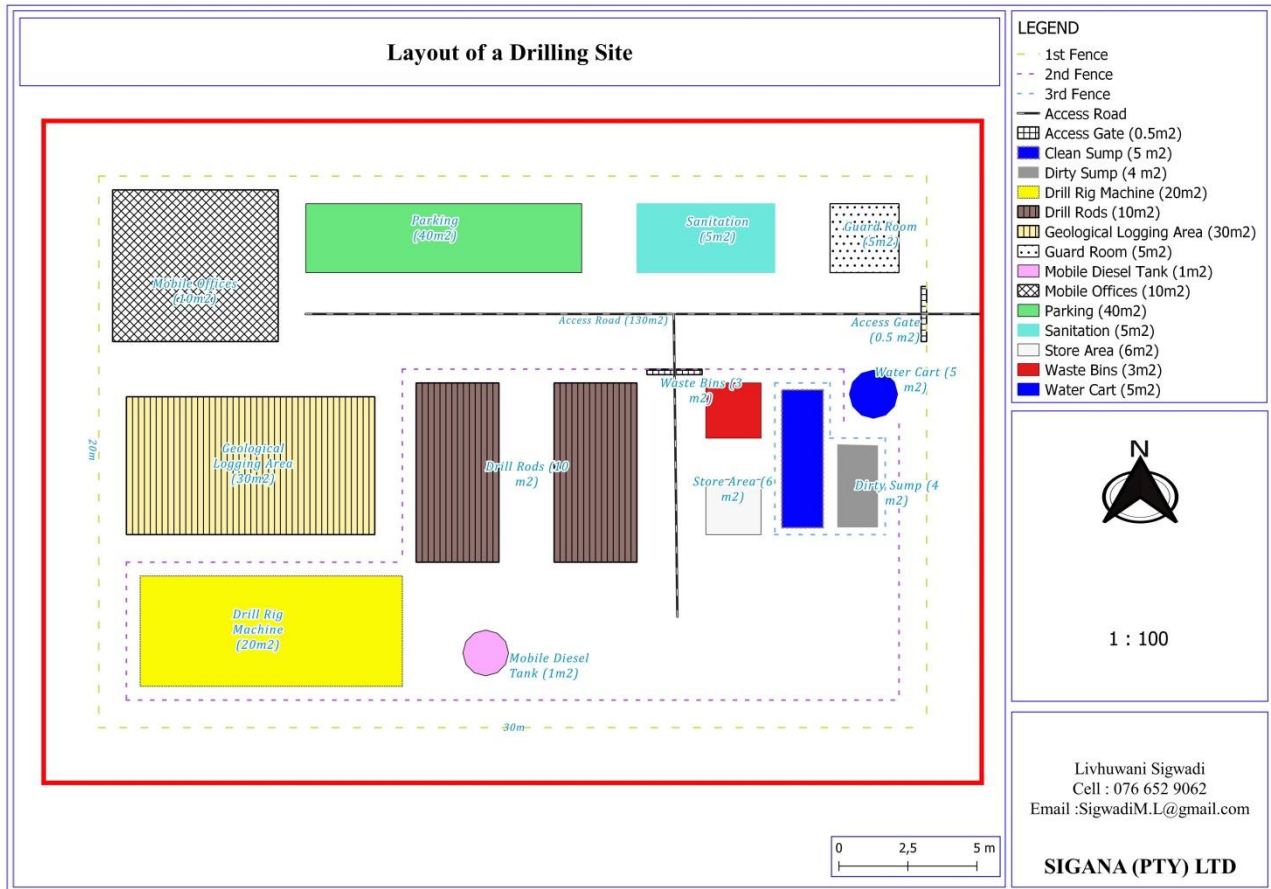 Layout of a Drilling Site
Parking
(40m2)
Sanitation
(5m2)
Guard Room
(5m2)
Mobile Offices
(10m2)
Access Road (130m2)
Access Gate
(0.5 m2)
Waste Bins (3
m2)
Water Cart (5
m2)
20m
Geological
Logging Area
(30m2)
Drill Rods (10
m2)
Store Area (6
m2)
Dirty Sump (4
m2)
Drill Rig
Machine
(20m2)
Mobile Diesel
Tank (1m2)
30m
0 2,5 5 m
LEGEND
1st Fence
2nd Fence
3rd Fence
Access Road
Access Gate (0.5m2)
Clean Sump (5 m2)
Dirty Sump (4 m2)
Drill Rig Machine (20m2)
Drill Rods (10m2)
Geological Logging Area (30m2)
Guard Room (5m2)
Mobile Diesel Tank (1m2)
Mobile Offices (10m2)
Parking (40m2)
Sanitation (5m2)
Store Area (6m2)
Waste Bins (3m2)
Water Cart (5m2)
N
1 : 100
Livhuwani Sigwadi
Cell : 076 652 9062
Email :SigwadiM.L@gmail.com
SIGANA (PTY) LTD